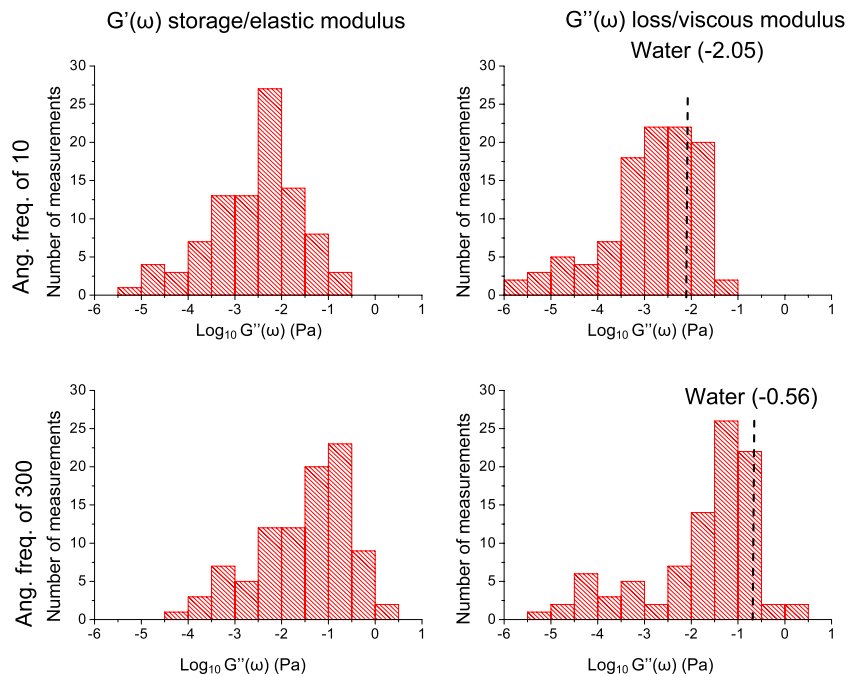 G'(ω) storage/elastic modulus
G''(ω) loss/viscous modulus
Water (-2.05)
Ang. freq. of 10
Number of measurements
30
25
20
15
10
5
0
-6 -5 -4 -3 -2 -1 0 1
Log₁₀ G''(ω) (Pa)
Number of measurements
30
25
20
15
10
5
0
-6 -5 -4 -3 -2 -1 0 1
Log₁₀ G''(ω) (Pa)
Ang. freq. of 300
Number of measurements
30
25
20
15
10
5
0
-6 -5 -4 -3 -2 -1 0 1
Log₁₀ G''(ω) (Pa)
Water (-0.56)
Number of measurements
30
25
20
15
10
5
0
-6 -5 -4 -3 -2 -1 0 1
Log₁₀ G''(ω) (Pa)